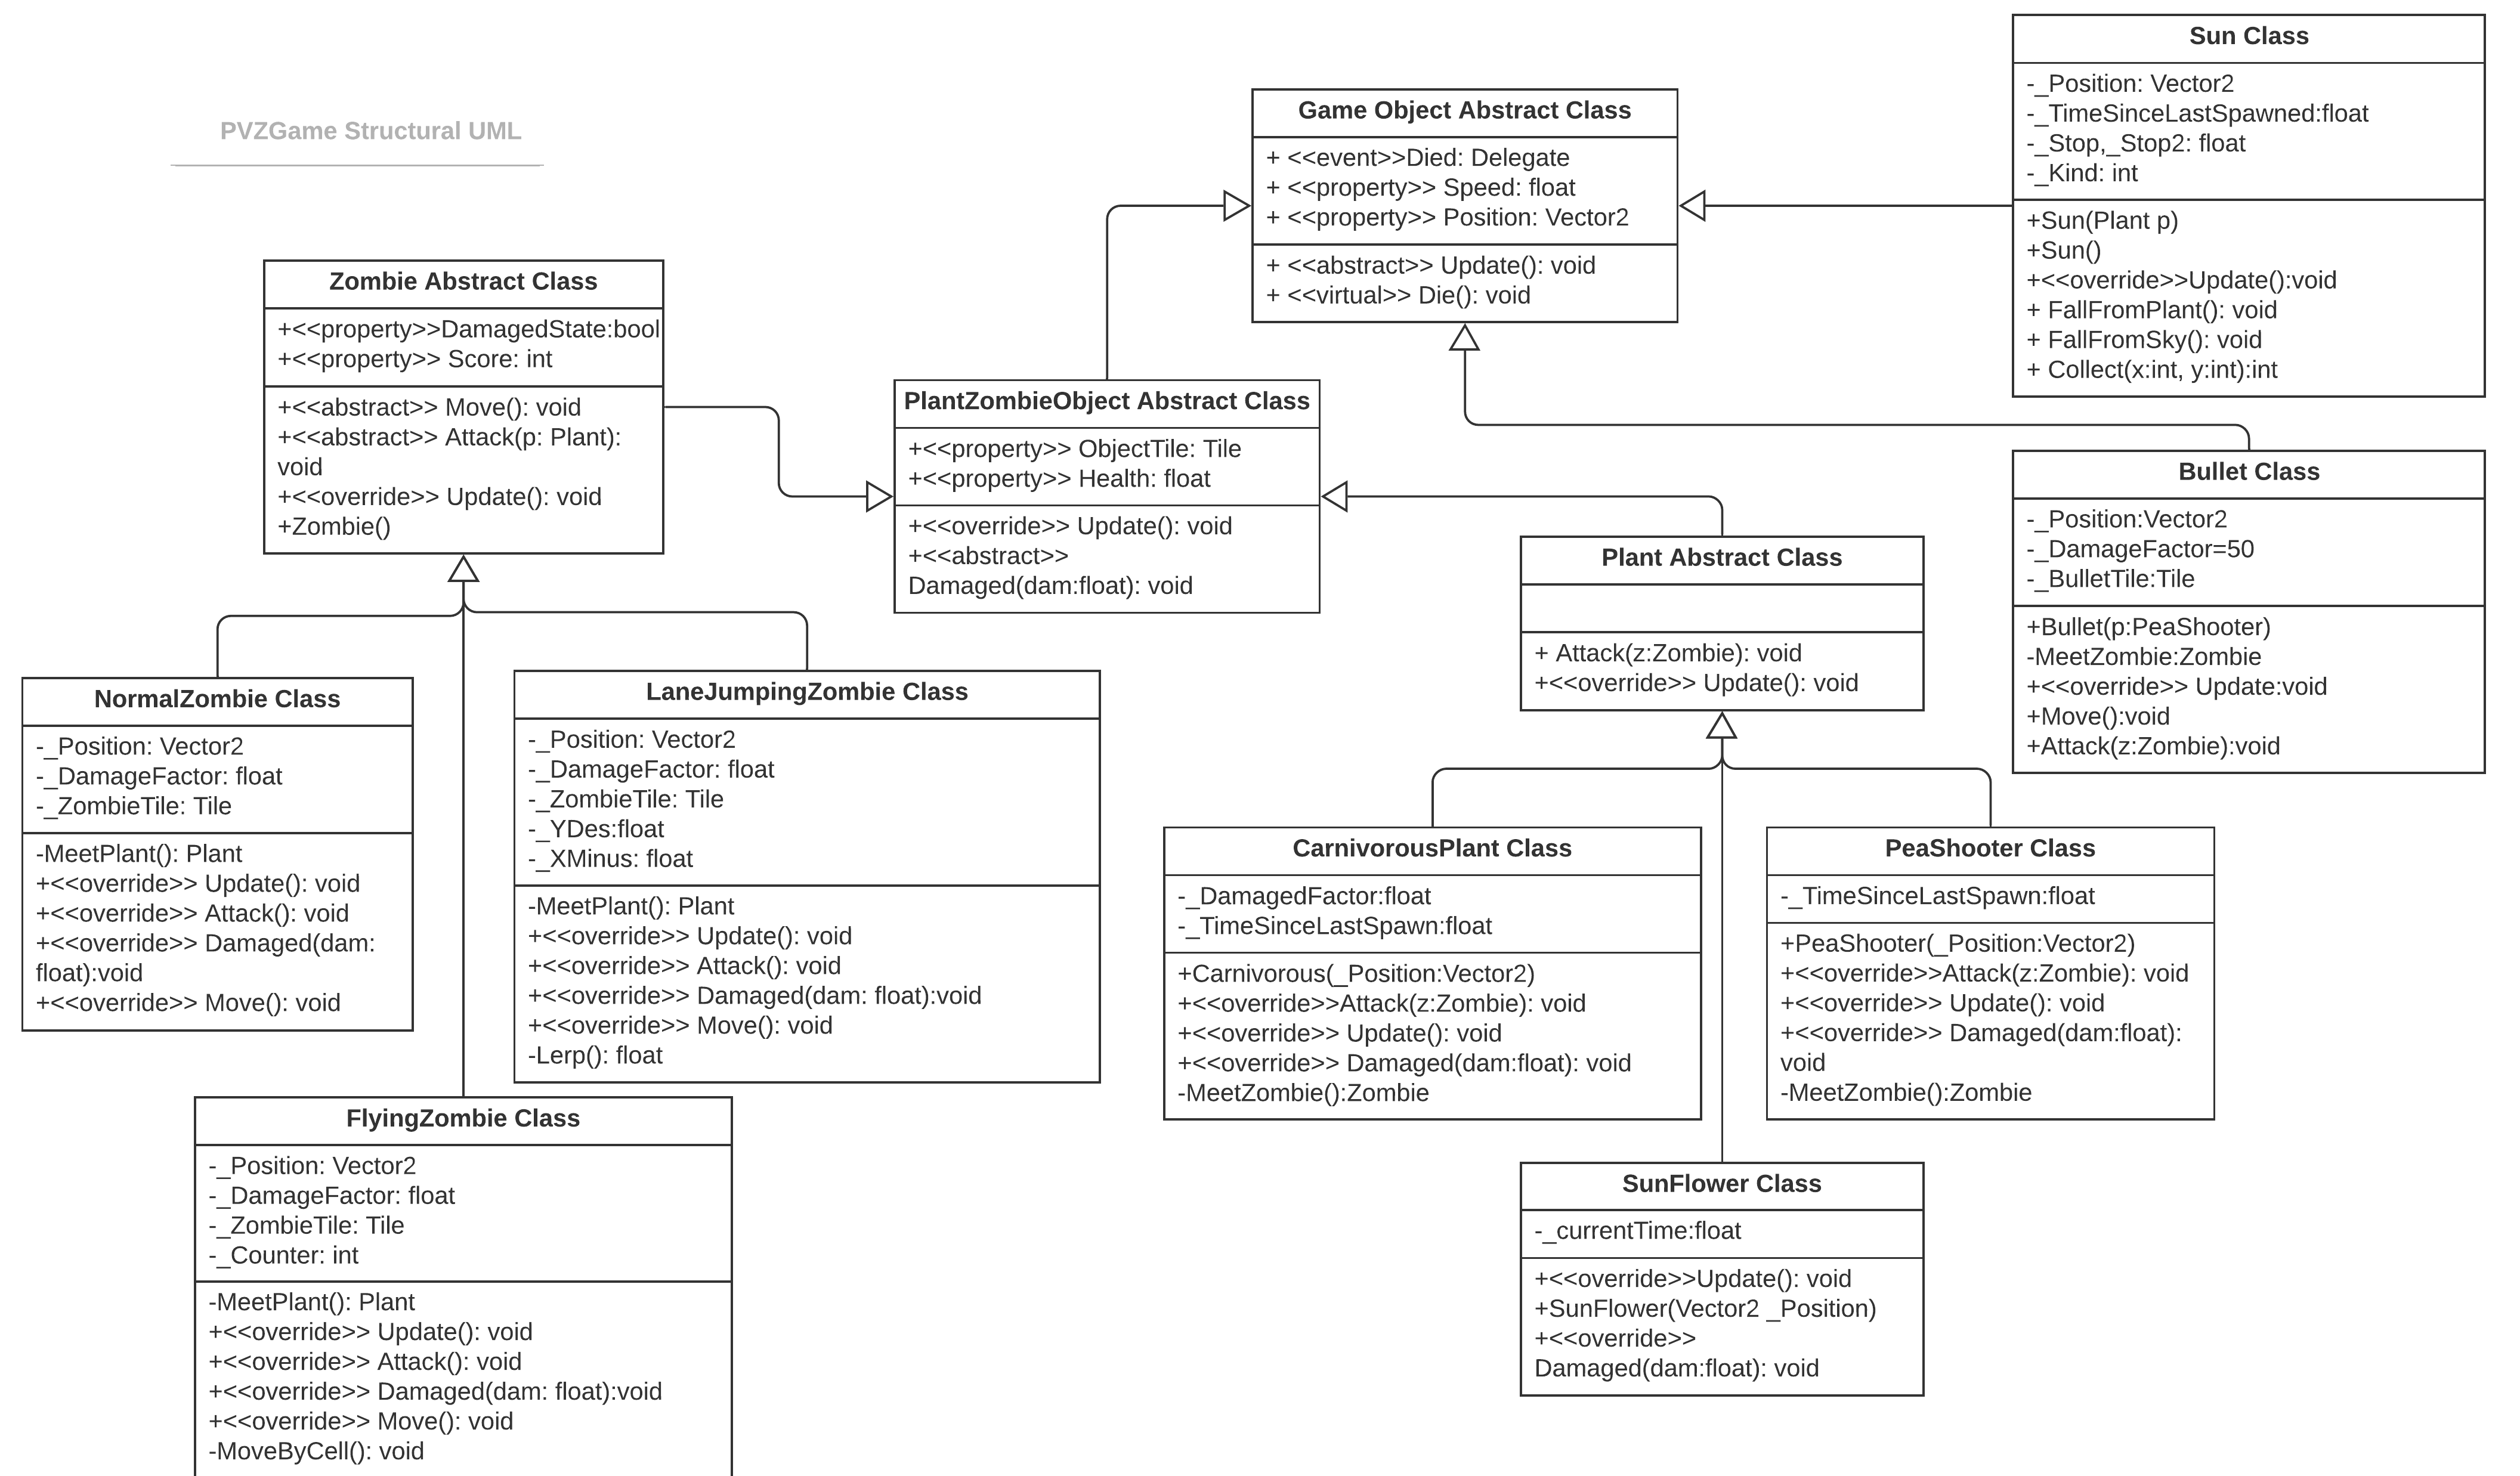 PVZGame Structural UML
Zombie Abstract Class
+<<property>>DamagedState:bool
+<<property>> Score: int
+<<abstract>> Move(): void
+<<abstract>> Attack(p: Plant):
void
+<<override>> Update(): void
+Zombie()
Game Object Abstract Class
+ <<event>>Died: Delegate
+ <<property>> Speed: float
+ <<property>> Position: Vector2
+ <<abstract>> Update(): void
+ <<virtual>> Die(): void
Sun Class
-_Position: Vector2
-_TimeSinceLastSpawned:float
-_Stop,_Stop2: float
-_Kind: int
+Sun(Plant p)
+Sun()
+<<override>>Update():void
+ FallFromPlant(): void
+ FallFromSky(): void
+ Collect(x:int, y:int):int
PlantZombieObject Abstract Class
+<<property>> ObjectTile: Tile
+<<property>> Health: float
+<<override>> Update(): void
+<<abstract>>
Damaged(dam:float): void
Plant Abstract Class
+ Attack(z:Zombie): void
+<<override>> Update(): void
Bullet Class
-_Position:Vector2
-_DamageFactor=50
-_BulletTile:Tile
+Bullet(p:PeaShooter)
-MeetZombie:Zombie
+<<override>> Update:void
+Move():void
+Attack(z:Zombie):void
NormalZombie Class
-_Position: Vector2
-_DamageFactor: float
-_ZombieTile: Tile
-MeetPlant(): Plant
+<<override>> Update(): void
+<<override>> Attack(): void
+<<override>> Damaged(dam:
float):void
+<<override>> Move(): void
LaneJumpingZombie Class
-_Position: Vector2
-_DamageFactor: float
-_ZombieTile: Tile
-_YDes:float
-_XMinus: float
-MeetPlant(): Plant
+<<override>> Update(): void
+<<override>> Attack(): void
+<<override>> Damaged(dam: float):void
+<<override>> Move(): void
-Lerp(): float
CarnivorousPlant Class
-_DamagedFactor:float
-_TimeSinceLastSpawn:float
+Carnivorous(_Position:Vector2)
+<<override>>Attack(z:Zombie): void
+<<override>> Update(): void
+<<override>> Damaged(dam:float): void
-MeetZombie():Zombie
PeaShooter Class
-_TimeSinceLastSpawn:float
+PeaShooter(_Position:Vector2)
+<<override>>Attack(z:Zombie): void
+<<override>> Update(): void
+<<override>> Damaged(dam:float):
void
-MeetZombie():Zombie
FlyingZombie Class
-_Position: Vector2
-_DamageFactor: float
-_ZombieTile: Tile
-_Counter: int
-MeetPlant(): Plant
+<<override>> Update(): void
+<<override>> Attack(): void
+<<override>> Damaged(dam: float):void
+<<override>> Move(): void
-MoveByCell(): void
SunFlower Class
-_currentTime:float
+<<override>>Update(): void
+SunFlower(Vector2 _Position)
+<<override>>
Damaged(dam:float): void